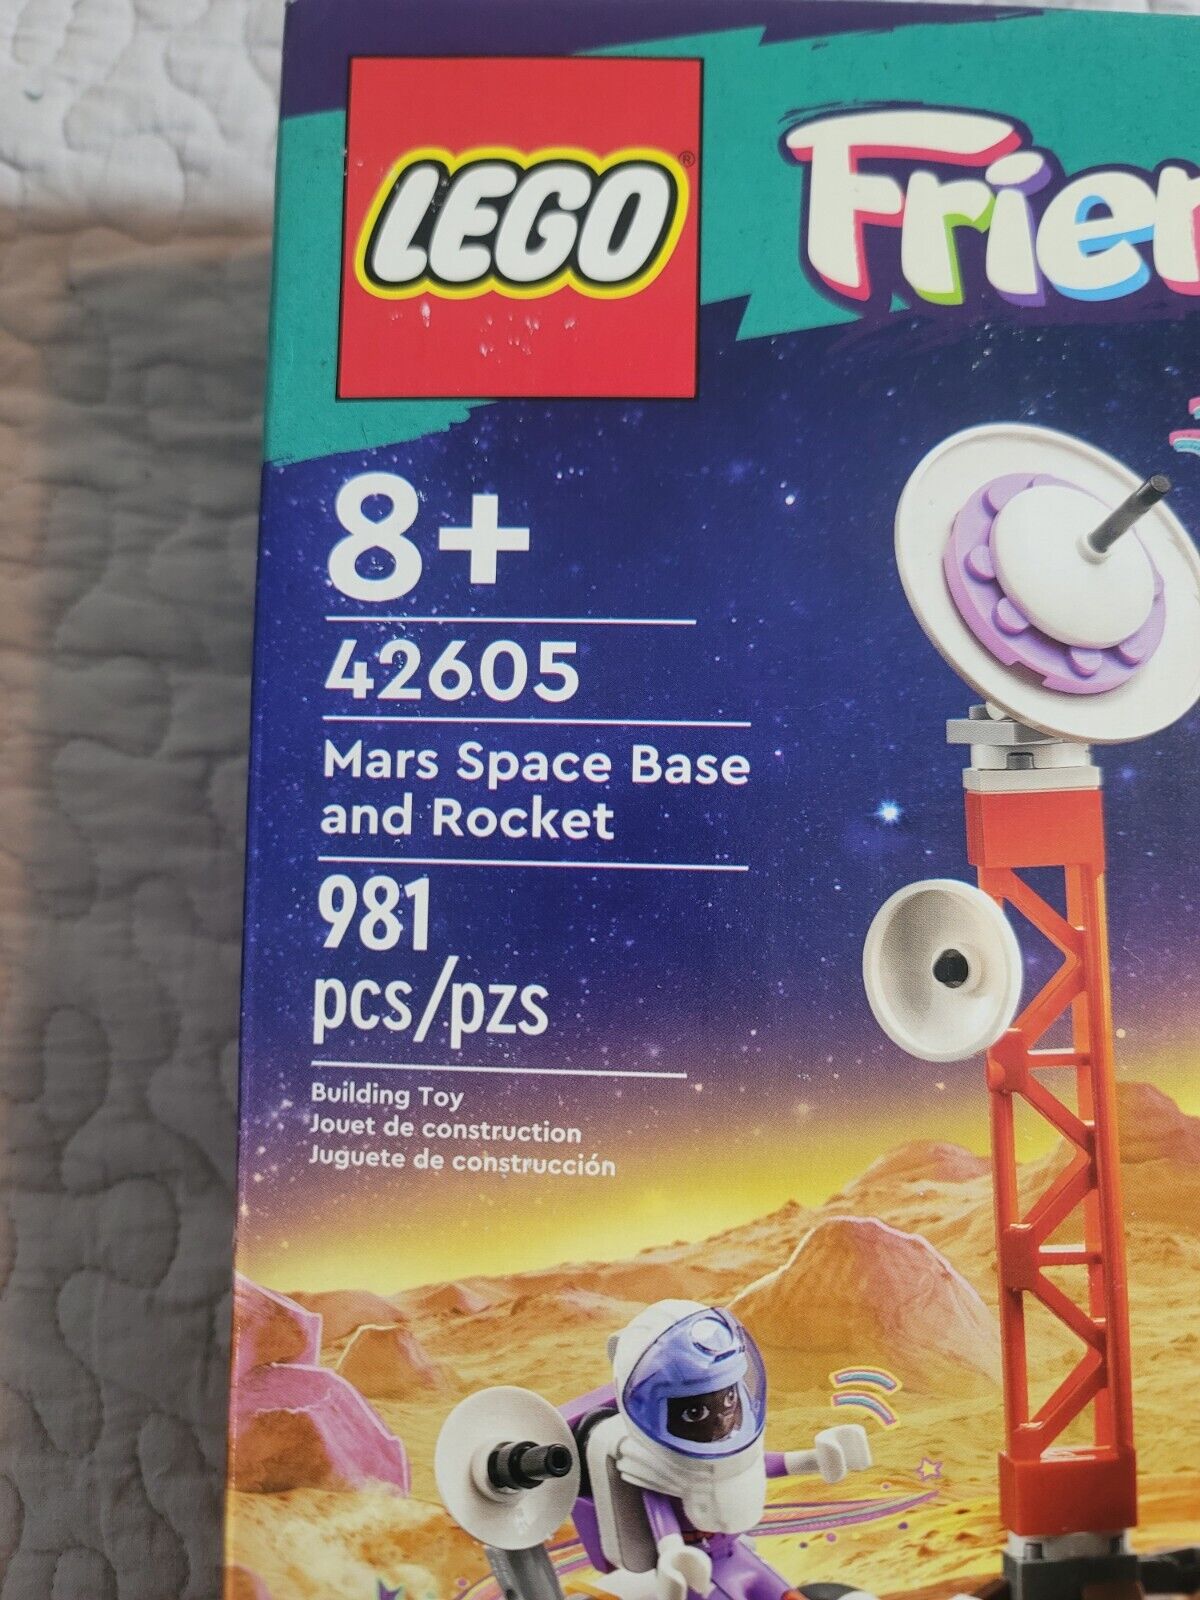 LEGO®
Frien
8+
42605
Mars Space Base
and Rocket
981
pcs/pzs
Building Toy
Jouet de construction
Juguete de construcción